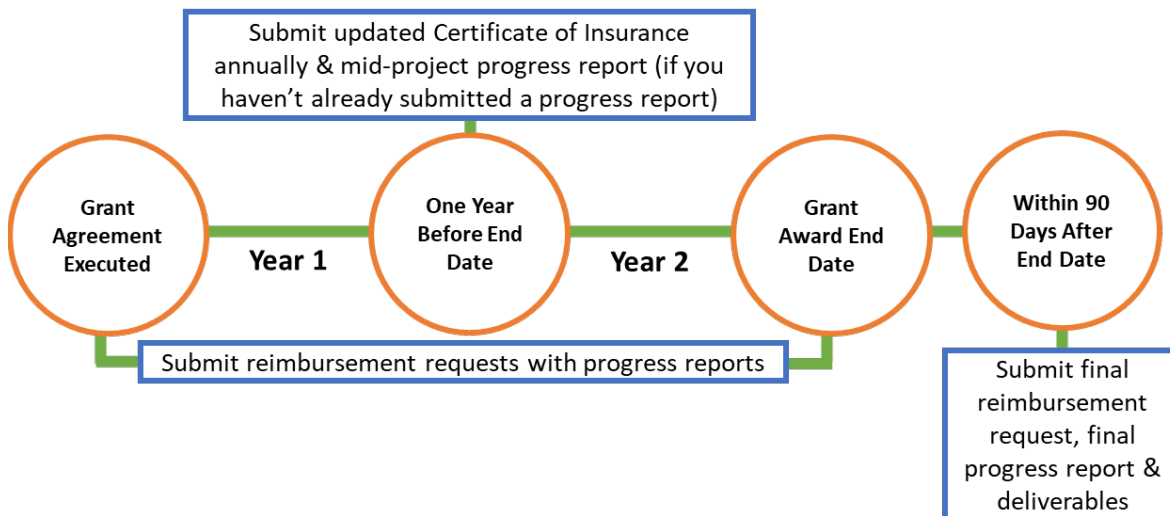 Submit updated Certificate of Insurance
annually & mid-project progress report (if you
haven't already submitted a progress report)
Grant
Agreement
Executed
Year 1
One Year
Before End
Date
Year 2
Grant
Award End
Date
Within 90
Days After
End Date
Submit reimbursement requests with progress reports
Submit final
reimbursement
request, final
progress report &
deliverables